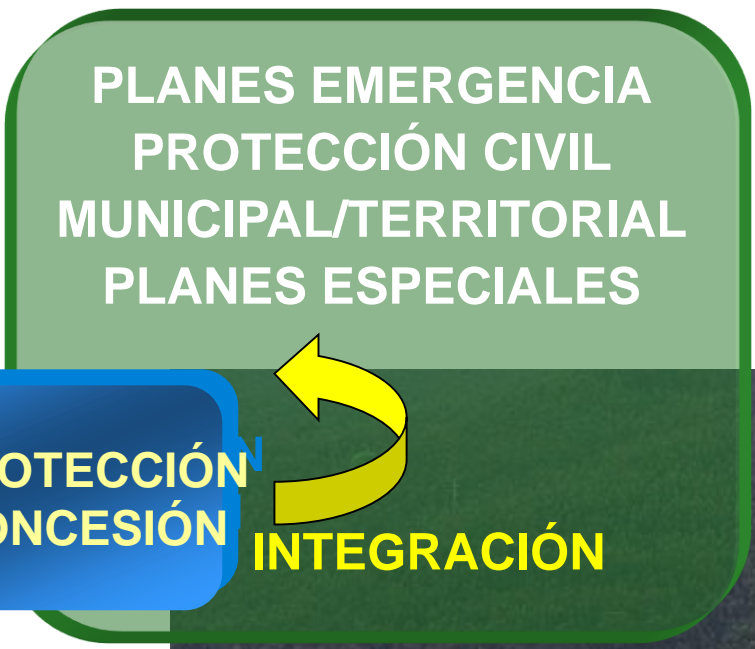 PLANES EMERGENCIA
PROTECCIÓN CIVIL
MUNICIPAL/TERRITORIAL
PLANES ESPECIALES
OTECCIÓN
ONCESIÓN
INTEGRACIÓN